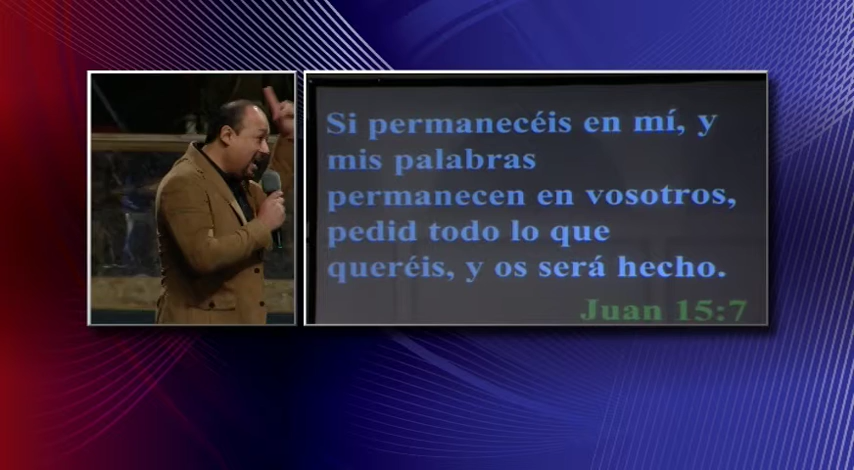 Si permanecéis en mí, y
mis palabras
permanecen en vosotros,
pedid todo lo que
queréis, y os será hecho.
Juan 15:7